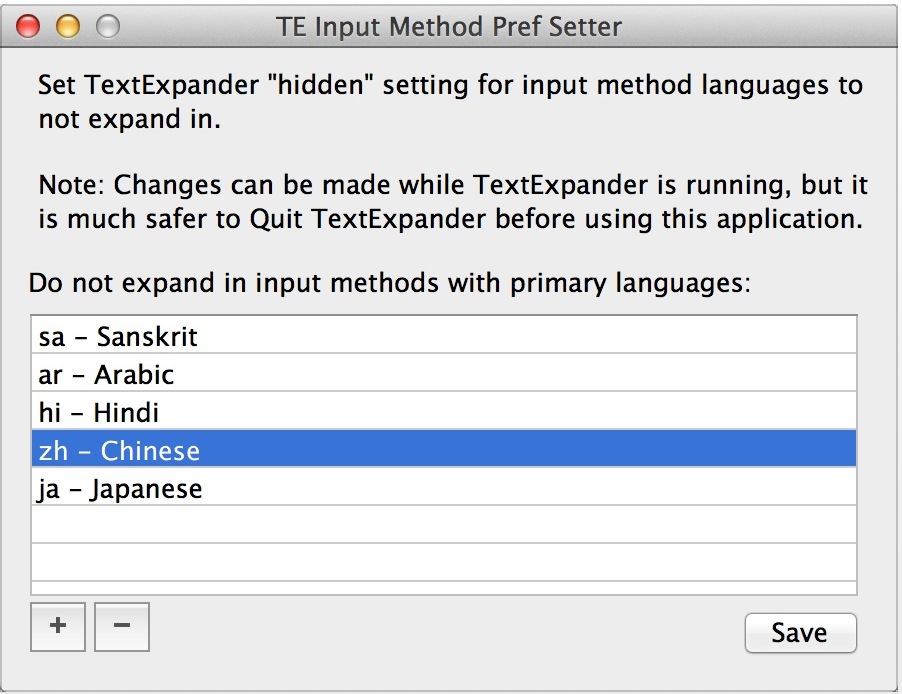 TE Input Method Pref Setter
Set TextExpander "hidden" setting for input method languages to
not expand in.
Note: Changes can be made while TextExpander is running, but it
is much safer to Quit TextExpander before using this application.
Do not expand in input methods with primary languages:
sa – Sanskrit
ar – Arabic
hi – Hindi
zh – Chinese
ja – Japanese
+ −
Save